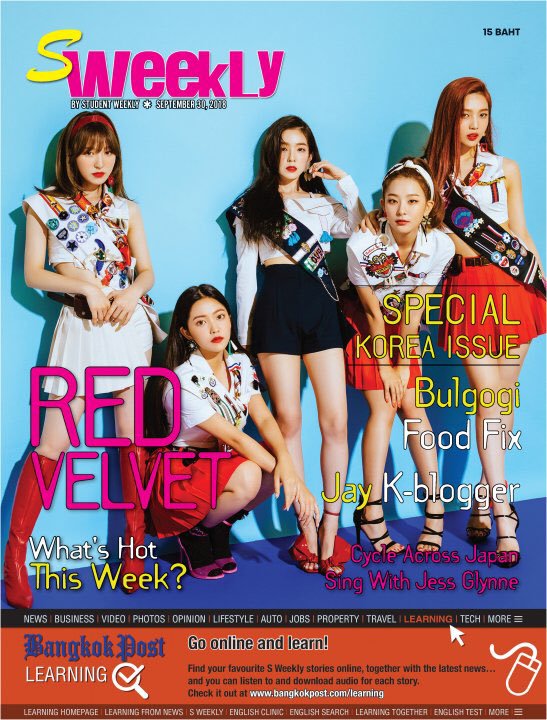 15 BAHT
SWeekLy
BY STUDENT WEEKLY * SEPTEMBER 30, 2018
SPECIAL
KOREA ISSUE
RED
VELVET
Bulgogi
Food Fix
Jay K-blogger
What's Hot
This Week?
Cycle Across Japan
Sing With Jess Glynne
NEWS | BUSINESS | VIDEO | PHOTOS | OPINION | LIFESTYLE | AUTO | JOBS | PROPERTY | TRAVEL | LEARNING | TECH | MORE ☰
Bangkok Post
LEARNING
Go online and learn!
Find your favourite S Weekly stories online, together with the latest news…
and you can listen to and download audio for each story.
Check it out at www.bangkokpost.com/learning
LEARNING HOMEPAGE | LEARNING FROM NEWS | S WEEKLY | ENGLISH CLINIC | ENGLISH SEARCH | LEARNING TOGETHER | ENGLISH TEST | MORE ☰